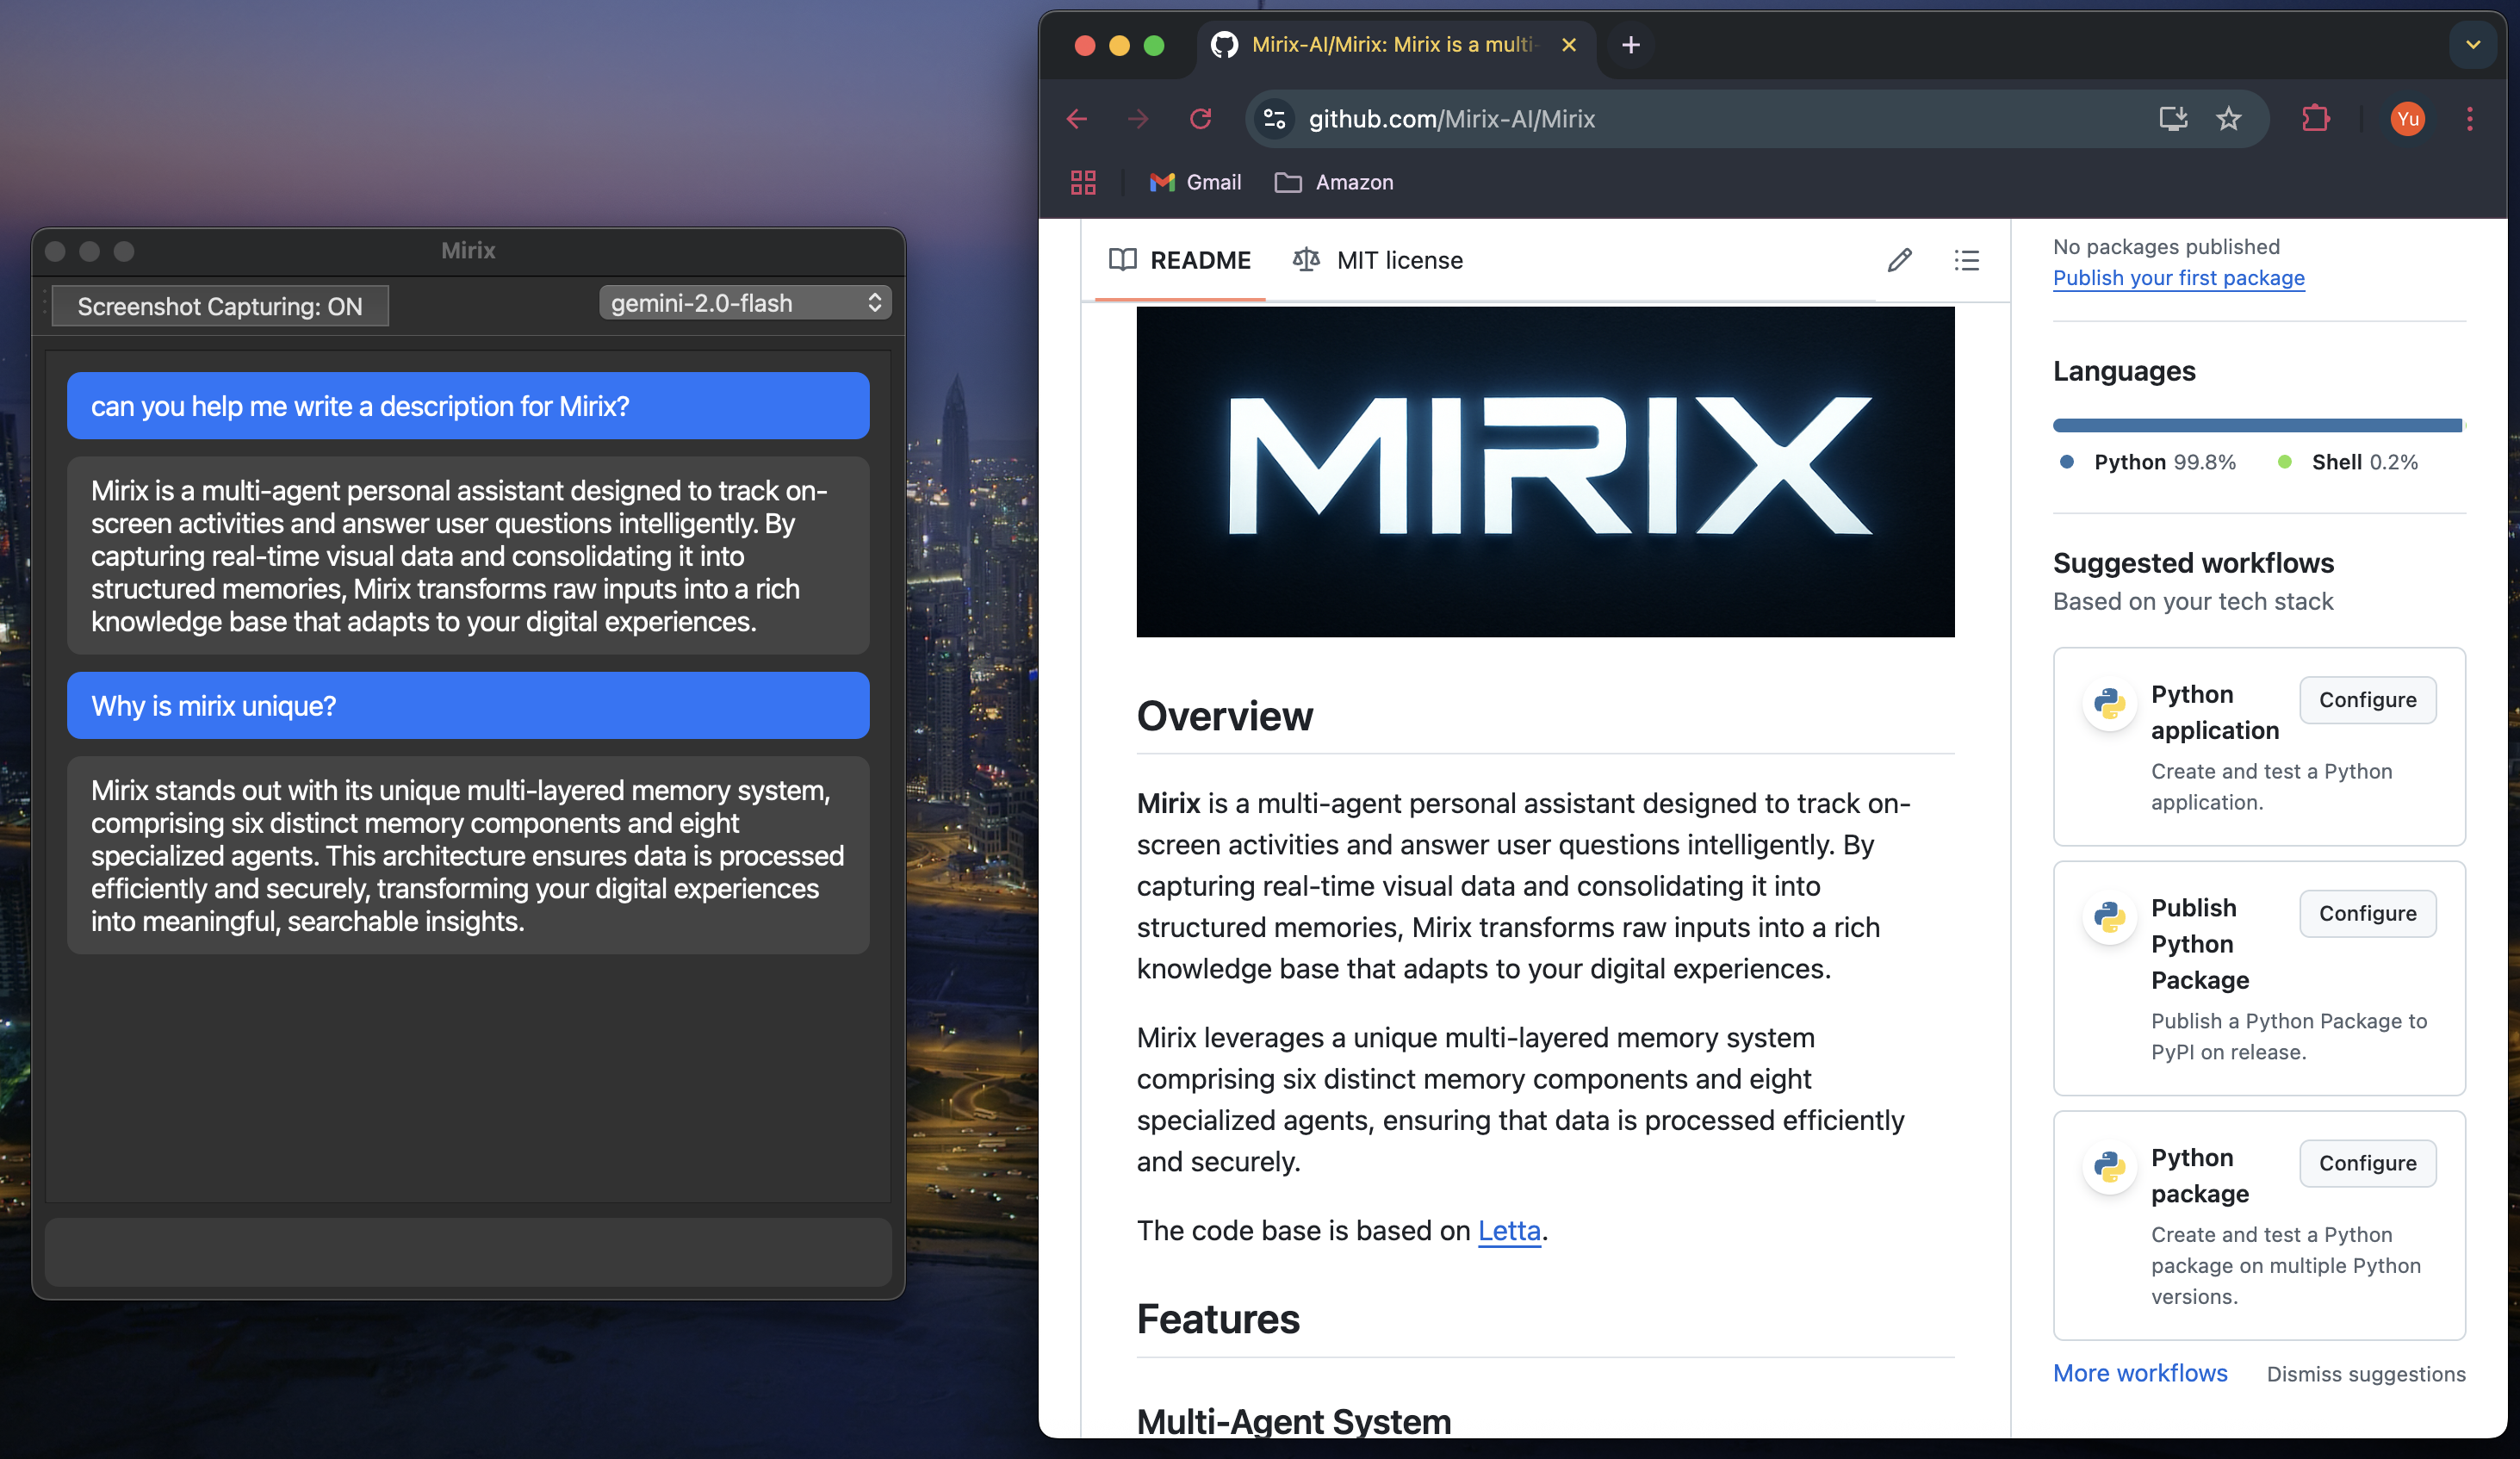 Mirix
Screenshot Capturing: ON
gemini-2.0-flash
can you help me write a description for Mirix?
Mirix is a multi-agent personal assistant designed to track on-
screen activities and answer user questions intelligently. By
capturing real-time visual data and consolidating it into
structured memories, Mirix transforms raw inputs into a rich
knowledge base that adapts to your digital experiences.
Why is mirix unique?
Mirix stands out with its unique multi-layered memory system,
comprising six distinct memory components and eight
specialized agents. This architecture ensures data is processed
efficiently and securely, transforming your digital experiences
into meaningful, searchable insights.
Mirix-AI/Mirix: Mirix is a multi-
github.com/Mirix-AI/Mirix
Yu
Gmail
Amazon
README
MIT license
MIRIX
Overview
Mirix is a multi-agent personal assistant designed to track on-
screen activities and answer user questions intelligently. By
capturing real-time visual data and consolidating it into
structured memories, Mirix transforms raw inputs into a rich
knowledge base that adapts to your digital experiences.
Mirix leverages a unique multi-layered memory system
comprising six distinct memory components and eight
specialized agents, ensuring that data is processed efficiently
and securely.
The code base is based on Letta.
Features
Multi-Agent System
No packages published
Publish your first package
Languages
Python 99.8%
Shell 0.2%
Suggested workflows
Based on your tech stack
Python
application
Configure
Create and test a Python
application.
Publish
Python
Package
Configure
Publish a Python Package to
PyPI on release.
Python
package
Configure
Create and test a Python
package on multiple Python
versions.
More workflows
Dismiss suggestions